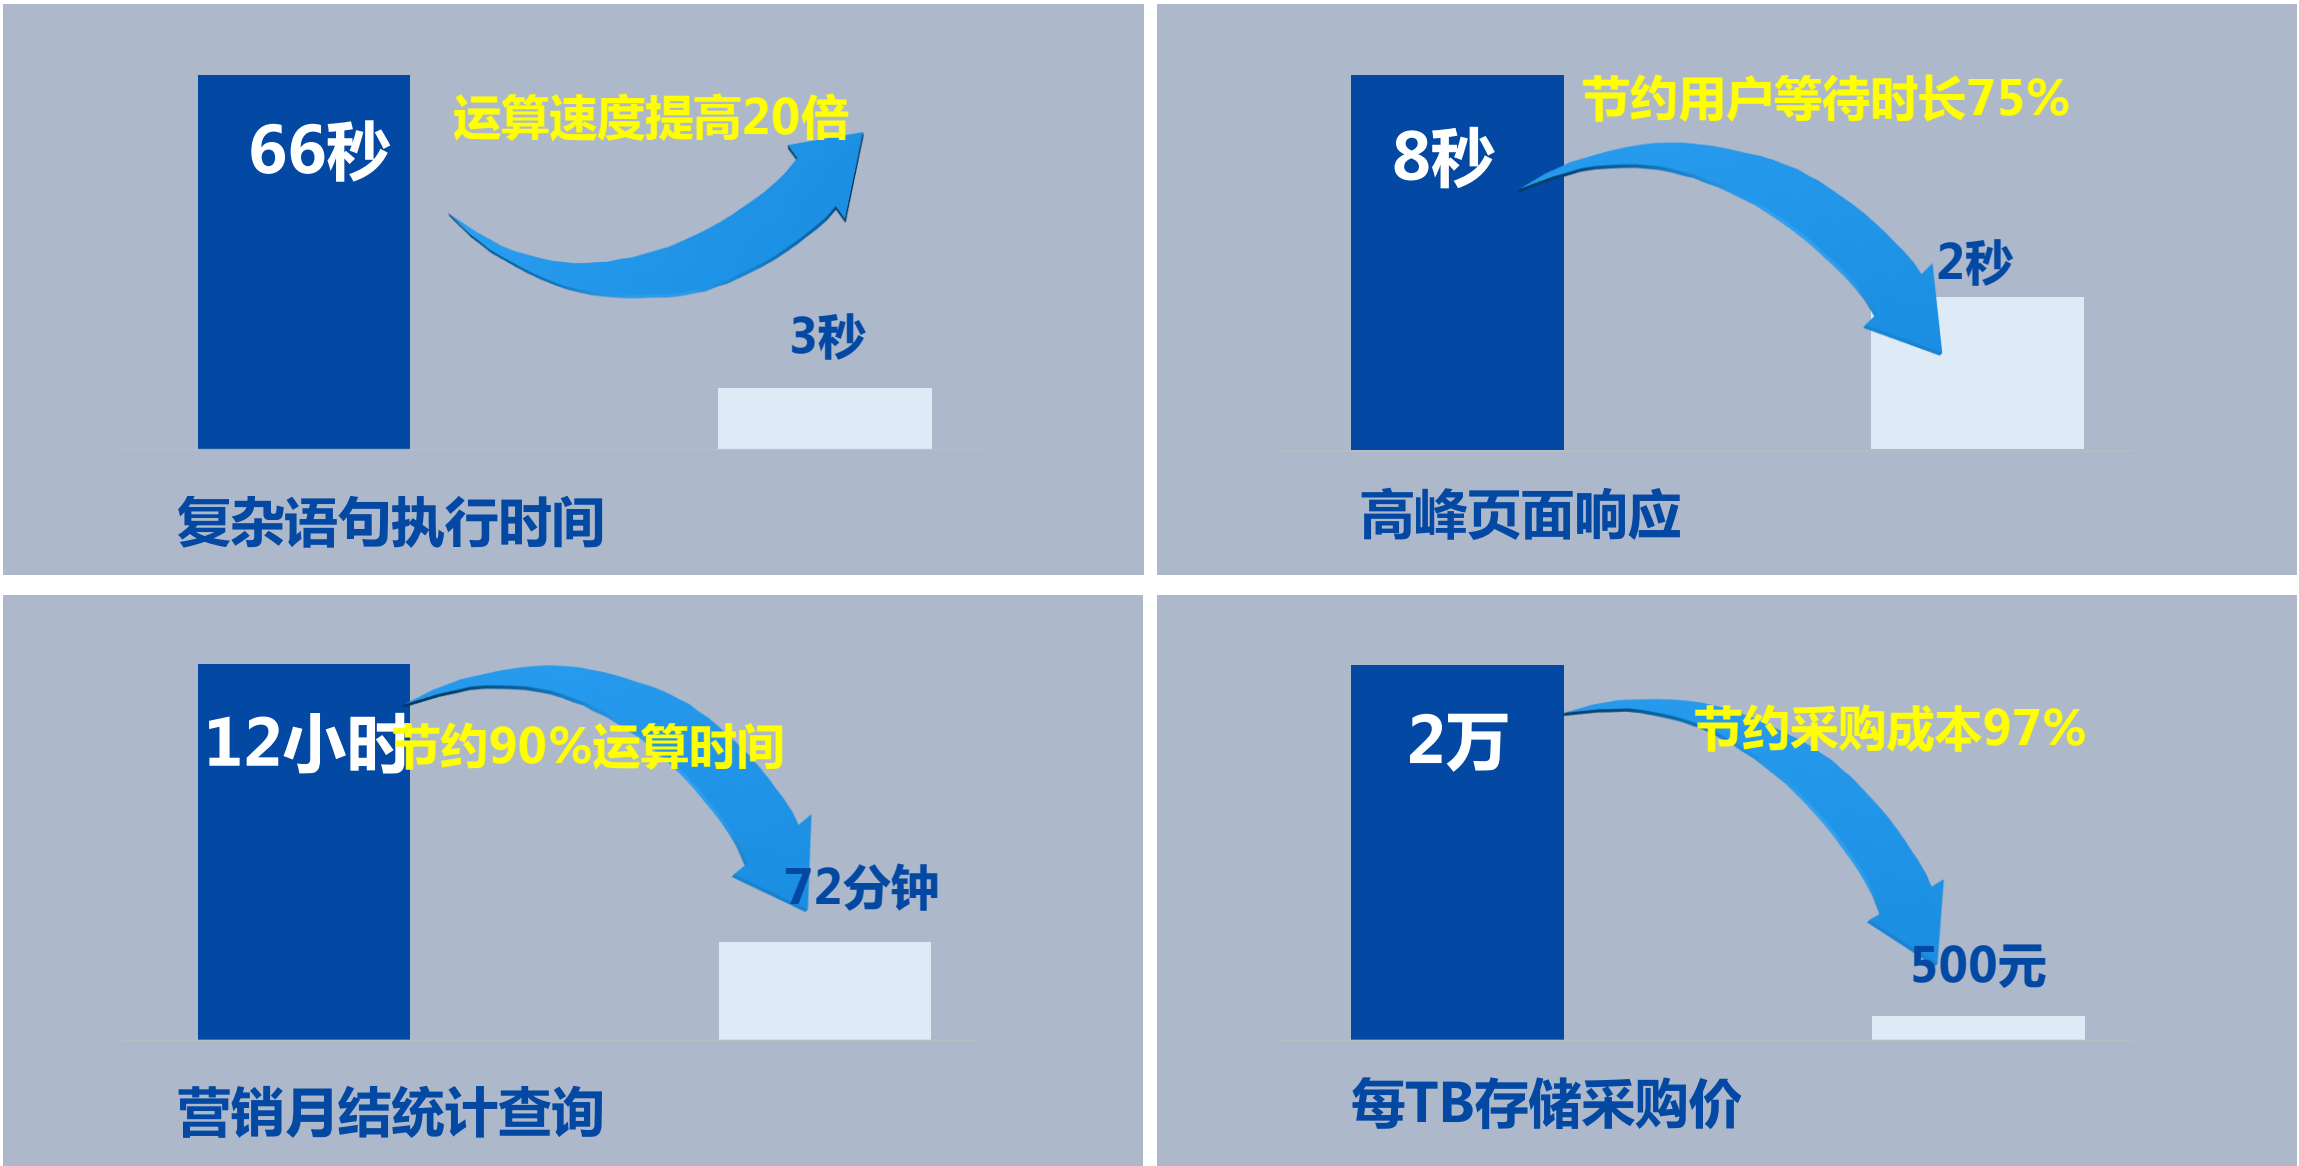 运算速度提高20倍
66秒
3秒
复杂语句执行时间
节约用户等待时长75%
8秒
2秒
高峰页面响应
12小时
节约90%运算时间
72分钟
营销月结统计查询
节约采购成本97%
2万
500元
每TB存储采购价